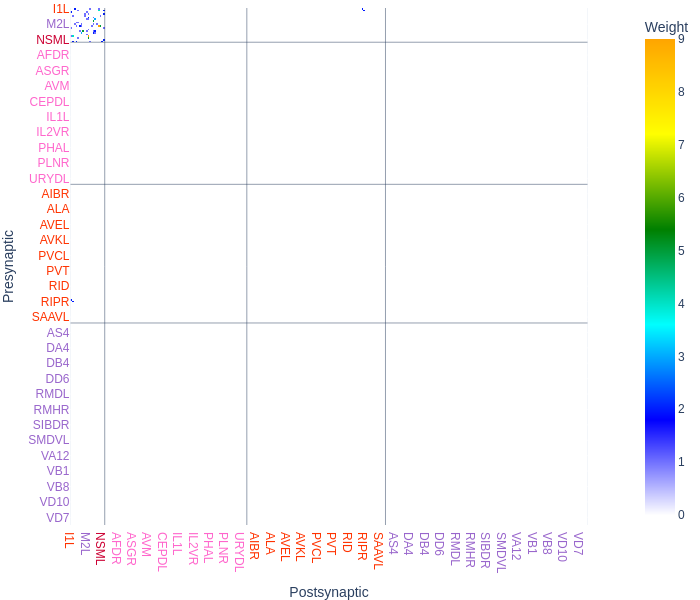 Weight
9
8
7
6
5
4
3
2
1
0
Presynaptic
I1L
M2L
NSML
AFDR
ASGR
AVM
CEPDL
IL1L
IL2VR
PHAL
PLNR
URYDL
AIBR
ALA
AVEL
AVKL
PVCL
PVT
RID
RIPR
SAAVL
AS4
DA4
DB4
DD6
RMDL
RMHR
SIBDR
SMDVL
VA12
VB1
VB8
VD10
VD7
I1L
M2L
NSML
AFDR
ASGR
AVM
CEPDL
IL1L
IL2VR
PHAL
PLNR
URYDL
AIBR
ALA
AVEL
AVKL
PVCL
PVT
RID
RIPR
SAAVL
AS4
DA4
DB4
DD6
RMDL
RMHR
SIBDR
SMDVL
VA12
VB1
VB8
VD10
VD7
Postsynaptic